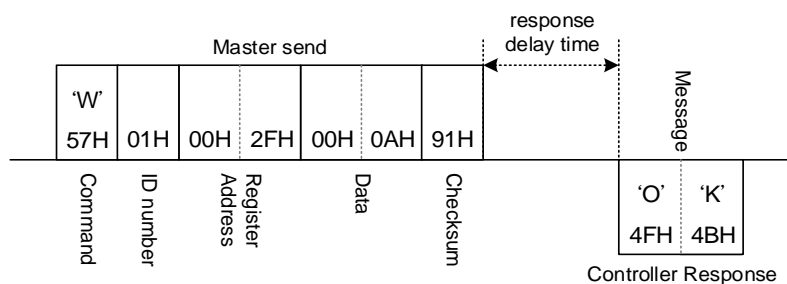 response
delay time
Master send
Message
‘W’
57H 01H 00H 2FH 00H 0AH 91H
Command
ID number
Register
Address
Data
Checksum
‘O’ ‘K’
4FH 4BH
Controller Response